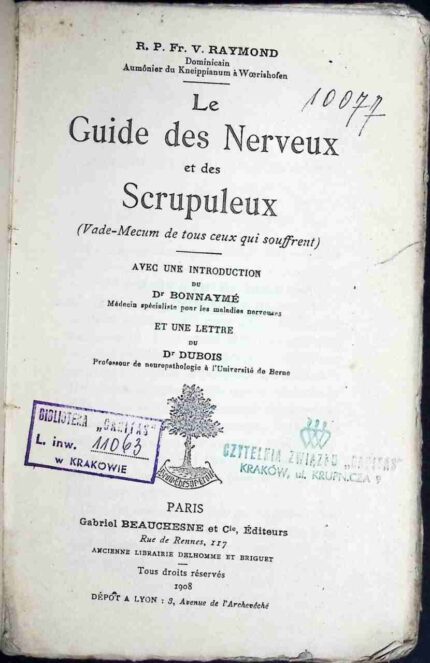 R. P. Fr. V. RAYMOND
Dominicain
Aumônier du Kneippianum à Wœrishofen
10077
Le
Guide des Nerveux
et des
Scrupuleux
(Vade-Mecum de tous ceux qui souffrent)
AVEC UNE INTRODUCTION
DU
Dr BONNAYMÉ
Médecin spécialiste pour les maladies nerveuses
ET UNE LETTRE
DU
Dr DUBOIS
Professeur de neuropathologie à l'Université de Berne
BIBLIOTEKA „CARITAS"
L. inw. 11063
w KRAKOWIE
CZYTELNIA ZWIĄZKU „CARITAS"
KRAKÓW, ul. KRUPNICZA 9
PARIS
Gabriel BEAUCHESNE et Cie, Éditeurs
Rue de Rennes, 117
ANCIENNE LIBRAIRIE DELHOMME ET BRIGUET
Tous droits réservés
1908
DÉPÔT A LYON : 3, Avenue de l'Archevêché